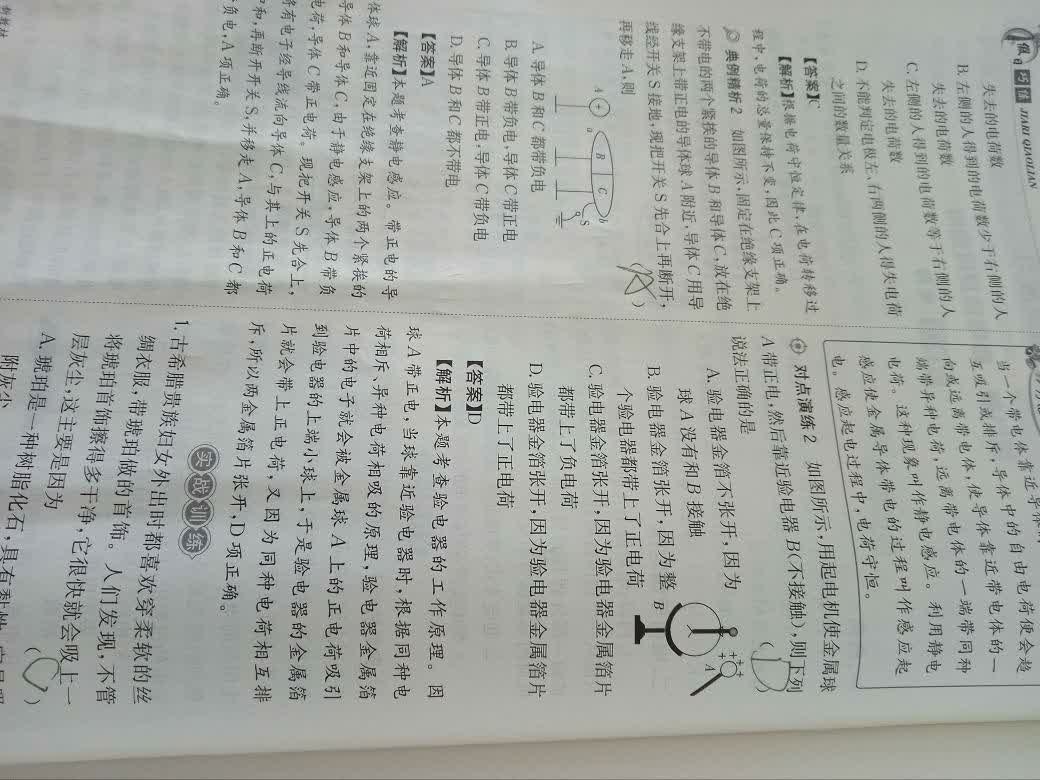 假日巧练 JIARI QIAOLIAN
失去的电荷数
B. 左侧的人得到的电荷数少于右侧的人
失去的电荷数
C. 左侧的人得到的电荷数等于右侧的人
失去的电荷数
D. 不能判定电极左、右两侧的人得失电荷
之间的数量关系
【答案】C
【解析】根据电荷守恒定律,在电荷转移过
程中,电荷的总量保持不变,因此C项正确。
典例精析2 如图所示,固定在绝缘支架上
不带电的两个紧挨的导体B和导体C,放在绝
缘支架上带正电的导体球A附近,导体C用导
线经开关S接地,现把开关S先合上再断开,
再移走A,则 ( A )
A + a B C b S
A. 导体B和C都带负电
B. 导体B带负电,导体C带正电
C. 导体B带正电,导体C带负电
D. 导体B和C都不带电
【答案】A
【解析】本题考查静电感应。带正电的导
体球A,靠近固定在绝缘支架上的两个紧挨的
导体B和导体C,由于静电感应,导体B带负
电荷,导体C带正电荷。现把开关S先合上,
将有电子经导线流向导体C,与其上的正电荷
中和,再断开开关S,并移走A,导体B和C都
带负电,A项正确。
当一个带电体靠近导体
互吸引或排斥,导体中的自由电荷便会趋
向或远离带电体,使导体靠近带电体的一
端带异种电荷,远离带电体的一端带同种
电荷。这种现象叫作静电感应。利用静电
感应使金属导体带电的过程叫作感应起
电。感应起电过程中,电荷守恒。
对点演练2 如图所示,用起电机使金属球
A带正电,然后靠近验电器B(不接触),则下列
说法正确的是 ( D )
A. 验电器金箔不张开,因为
球A没有和B接触
B. 验电器金箔张开,因为整
个验电器都带上了正电荷
B A
C. 验电器金箔张开,因为验电器金属箔片
都带上了负电荷
D. 验电器金箔张开,因为验电器金属箔片
都带上了正电荷
【答案】D
【解析】本题考查验电器的工作原理。因
球A带正电,当球靠近验电器时,根据同种电
荷相斥、异种电荷相吸的原理,验电器金属箔
片中的电子就会被金属球A上的正电荷吸引
到验电器的上端小球上,于是验电器的金属箔
片就会带上正电荷,又因为同种电荷相互排
斥,所以两金属箔片张开,D项正确。
实战训练
1. 古希腊贵族妇女外出时都喜欢穿柔软的丝
绸衣服,带琥珀做的首饰。人们发现,不管
将琥珀首饰擦得多干净,它很快就会吸上一
层灰尘,这主要是因为 ( C )
A. 琥珀是一种树脂化石,具有黏性,
附灰尘